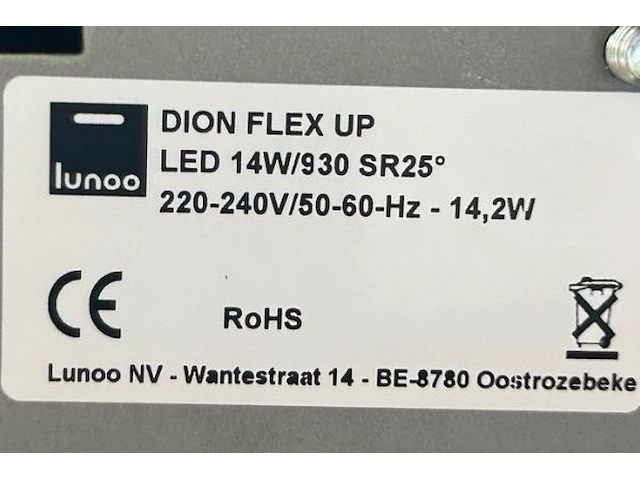 lunoo
DION FLEX UP
LED 14W/930 SR25°
220-240V/50-60-Hz - 14,2W
CE
RoHS
Lunoo NV - Wantestraat 14 - BE-8780 Oostrozebeke